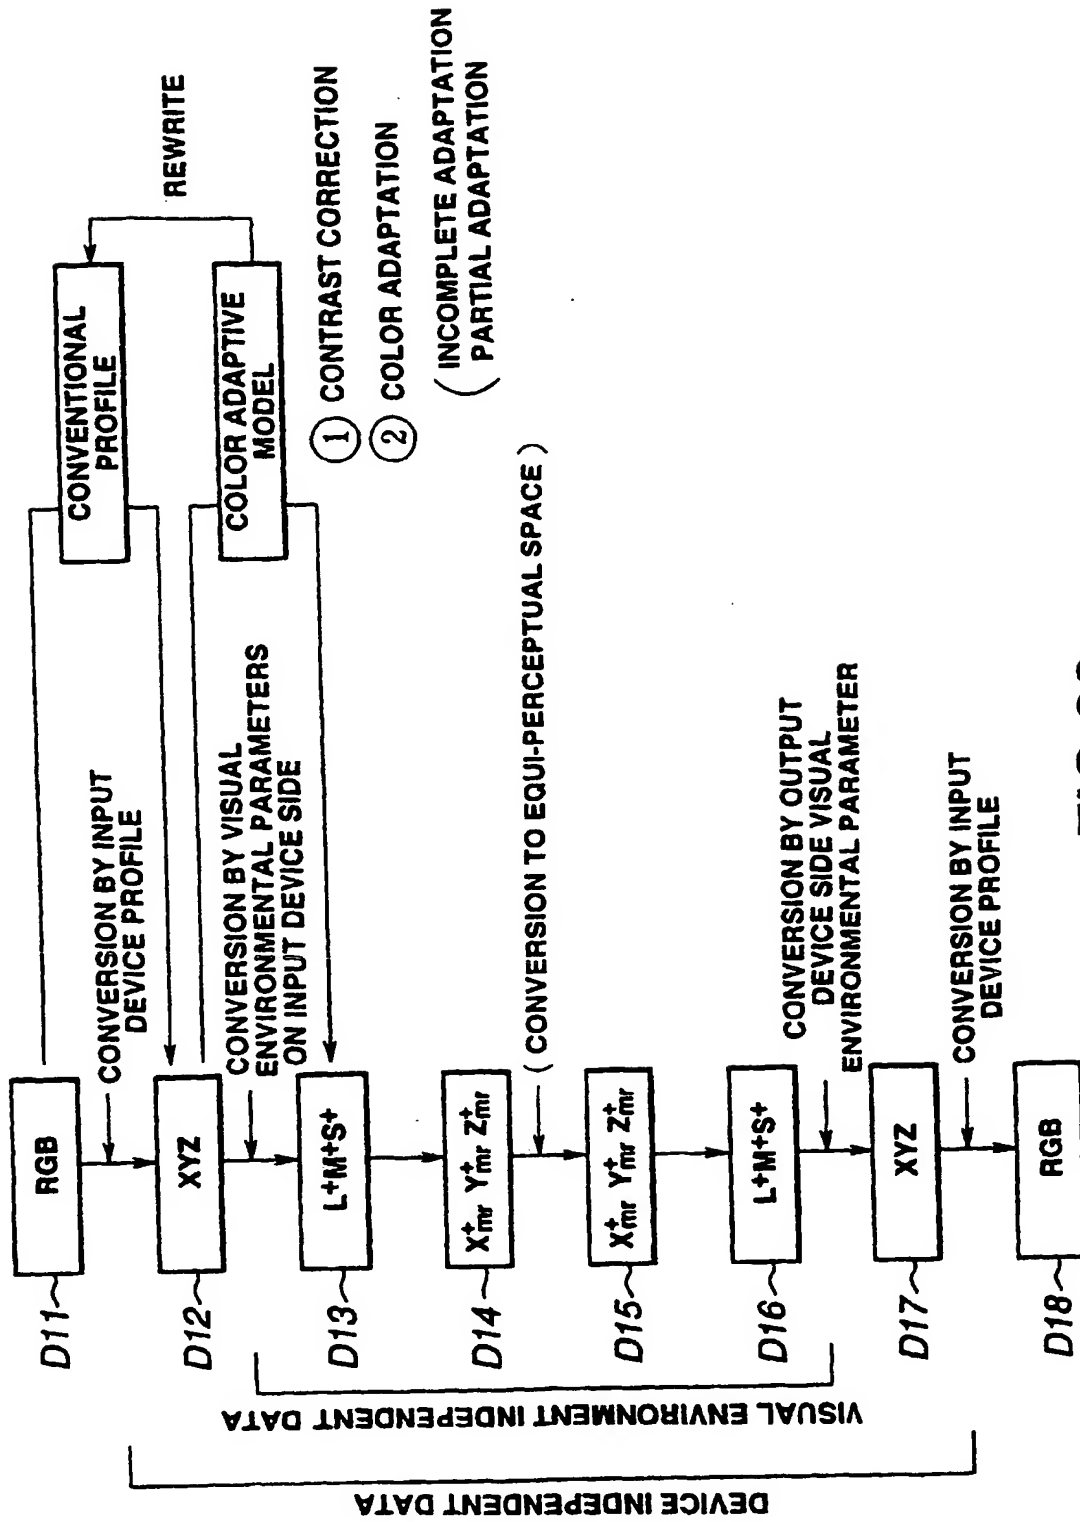 DEVICE INDEPENDENT DATA
VISUAL ENVIRONMENT INDEPENDENT DATA
D11
RGB
CONVERSION BY INPUT
DEVICE PROFILE
D12
XYZ
CONVERSION BY VISUAL
ENVIRONMENTAL PARAMETERS
ON INPUT DEVICE SIDE
D13
L+M+S+
D14
X+mr Y+mr Z+mr
( CONVERSION TO EQUI-PERCEPTUAL SPACE )
D15
X+mr Y+mr Z+mr
D16
L+M+S+
CONVERSION BY OUTPUT
DEVICE SIDE VISUAL
ENVIRONMENTAL PARAMETER
D17
XYZ
CONVERSION BY INPUT
DEVICE PROFILE
D18
RGB
CONVENTIONAL
PROFILE
COLOR ADAPTIVE
MODEL
REWRITE
① CONTRAST CORRECTION
② COLOR ADAPTATION
( INCOMPLETE ADAPTATION
PARTIAL ADAPTATION